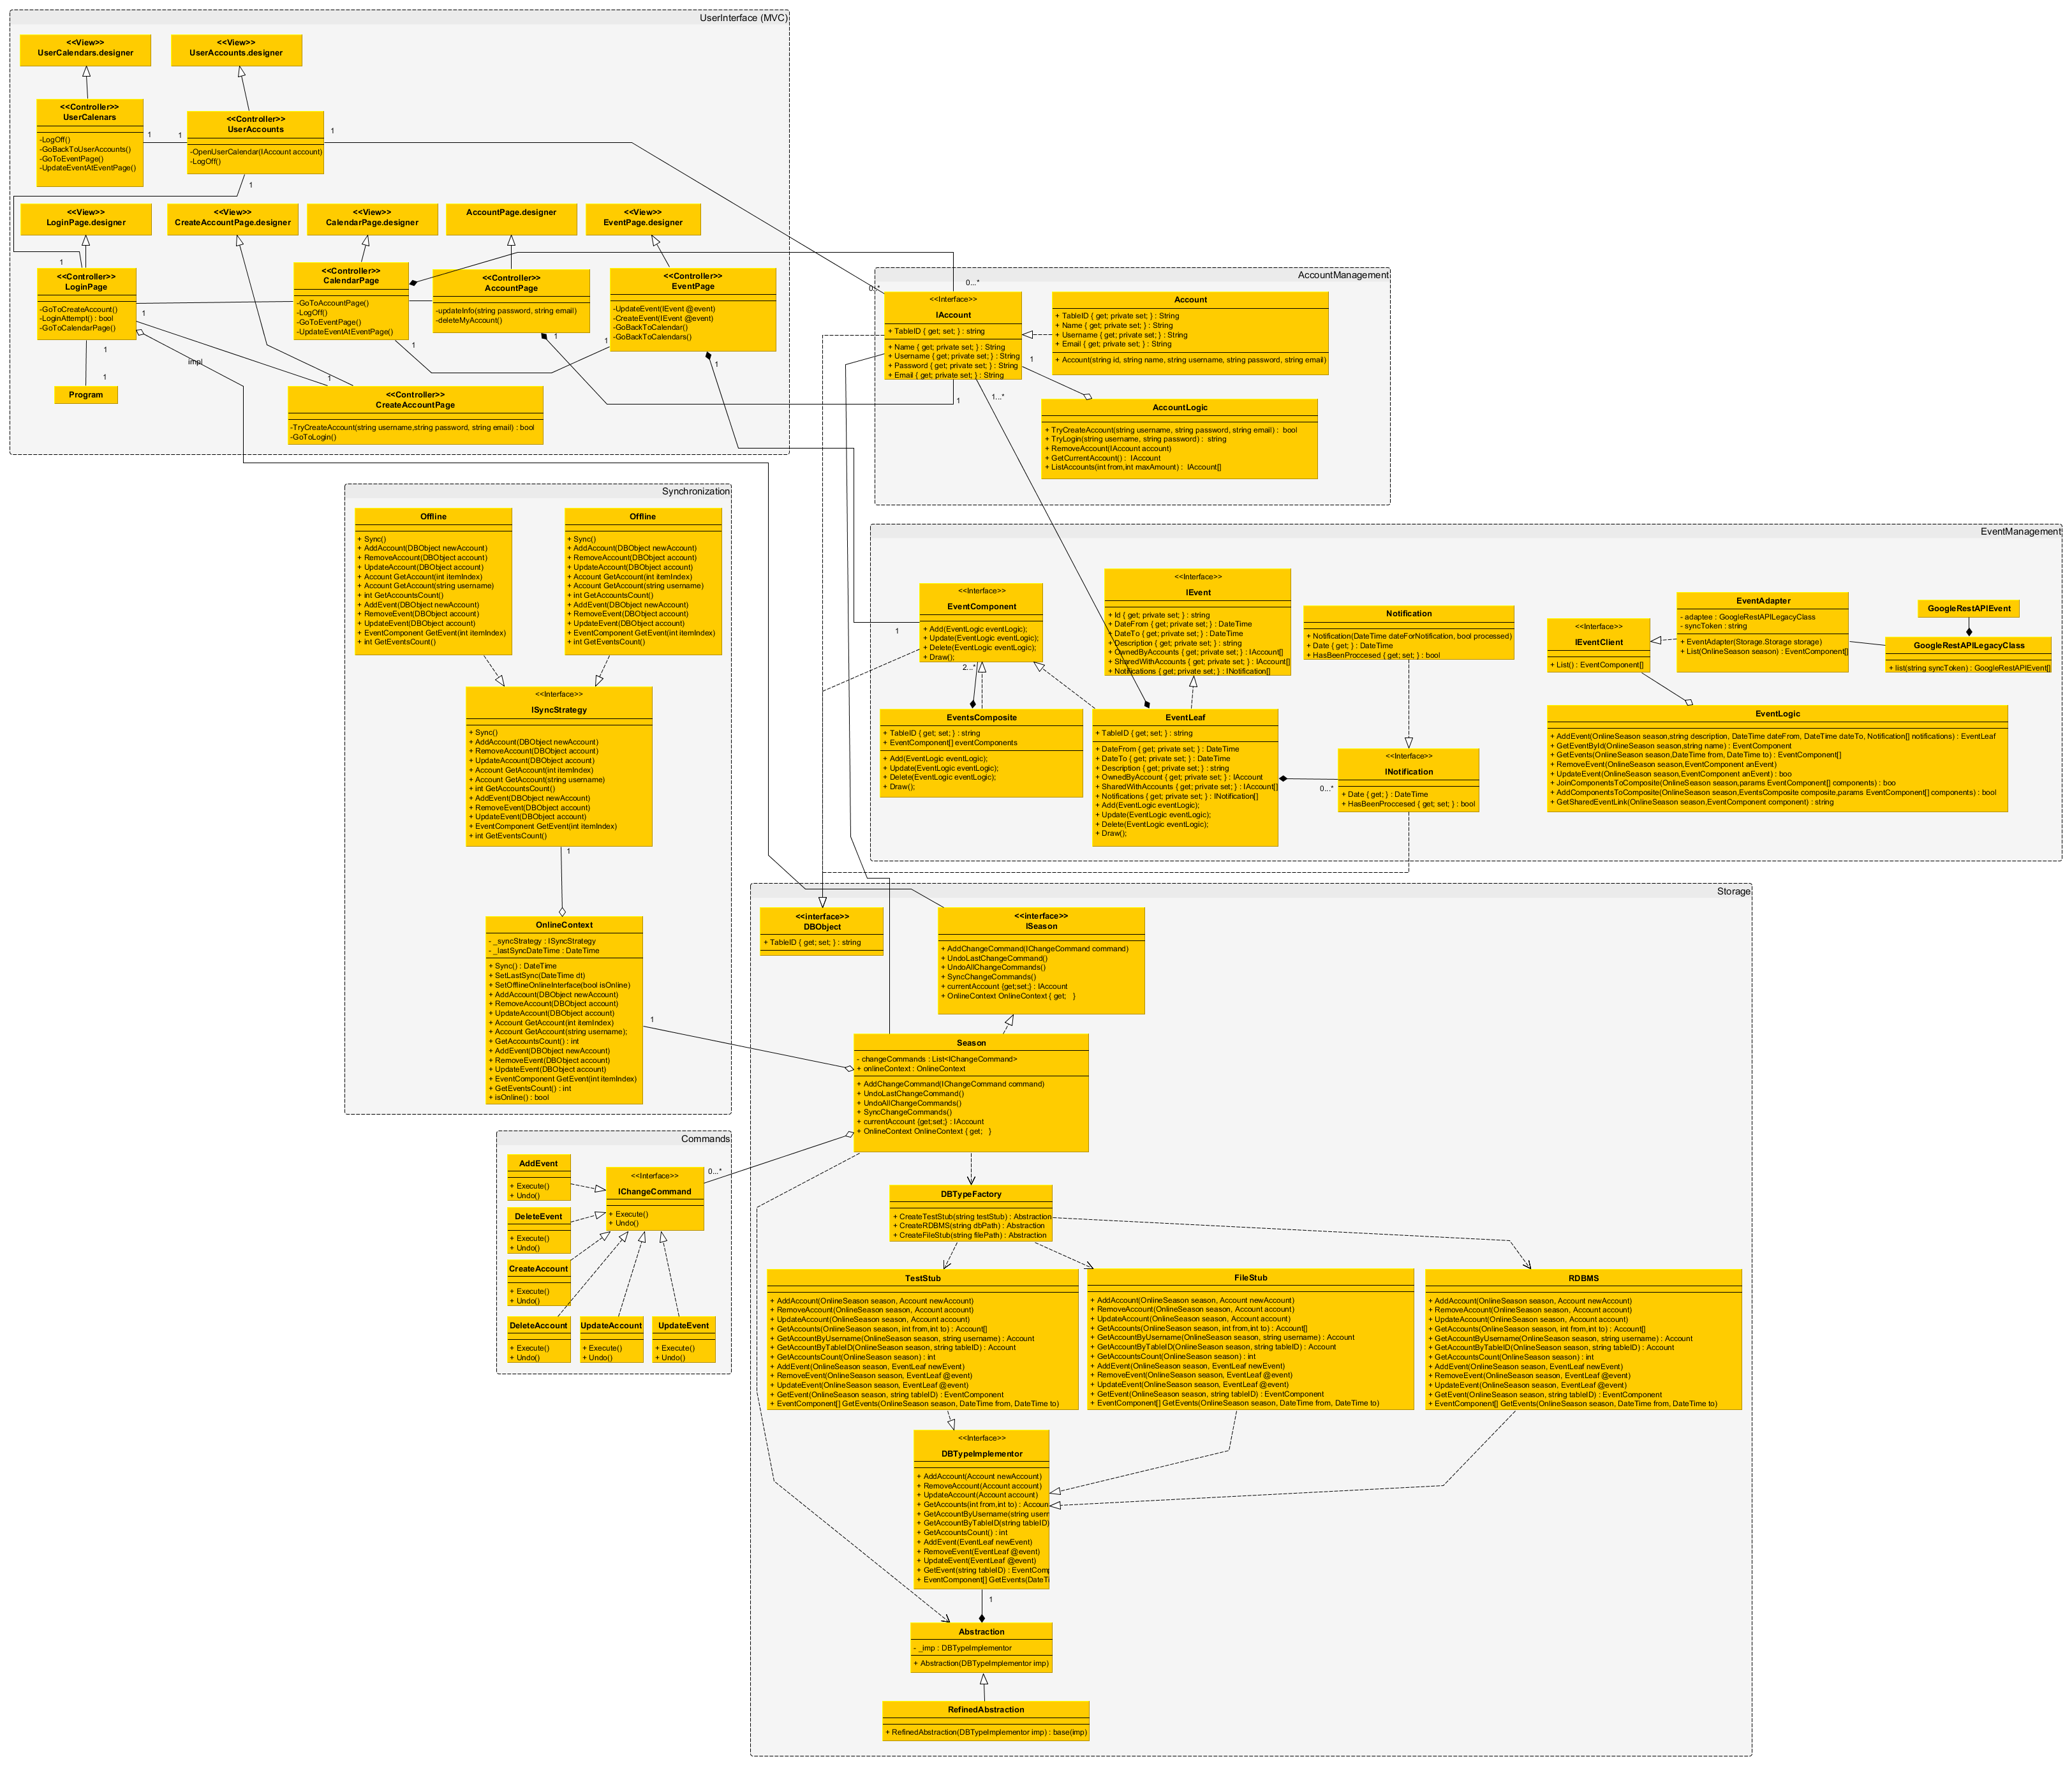 UserInterface (MVC)
<<View>>
UserCalendars.designer
<<View>>
UserAccounts.designer
<<Controller>>
UserCalenars
-LogOff()
-GoBackToUserAccounts()
-GoToEventPage()
-UpdateEventAtEventPage()
1
1
<<Controller>>
UserAccounts
-OpenUserCalendar(IAccount account)
-LogOff()
1
1
<<View>>
LoginPage.designer
<<View>>
CreateAccountPage.designer
<<View>>
CalendarPage.designer
AccountPage.designer
<<View>>
EventPage.designer
1
<<Controller>>
LoginPage
-GoToCreateAccount()
-LoginAttempt() : bool
-GoToCalendarPage()
1
<<Controller>>
CalendarPage
-GoToAccountPage()
-LogOff()
-GoToEventPage()
-UpdateEventAtEventPage()
1
<<Controller>>
AccountPage
-updateInfo(string password, string email)
-deleteMyAccount()
1
<<Controller>>
EventPage
-UpdateEvent(IEvent @event)
-CreateEvent(IEvent @event)
-GoBackToCalendar()
-GoBackToCalendars()
1
1
1
1
impl
Program
1
<<Controller>>
CreateAccountPage
-TryCreateAccount(string username,string password, string email) : bool
-GoToLogin()
AccountManagement
0..*
0...*
<<Interface>>
IAccount
+ TableID { get; set; } : string
+ Name { get; private set; } : String
+ Username { get; private set; } : String
+ Password { get; private set; } : String
+ Email { get; private set; } : String
1
1
1...*
Account
+ TableID { get; private set; } : String
+ Name { get; private set; } : String
+ Username { get; private set; } : String
+ Email { get; private set; } : String
+ Account(string id, string name, string username, string password, string email)
AccountLogic
+ TryCreateAccount(string username, string password, string email) : bool
+ TryLogin(string username, string password) : string
+ RemoveAccount(IAccount account)
+ GetCurrentAccount() : IAccount
+ ListAccounts(int from,int maxAmount) : IAccount[]
Synchronization
Offline
+ Sync()
+ AddAccount(DBObject newAccount)
+ RemoveAccount(DBObject account)
+ UpdateAccount(DBObject account)
+ Account GetAccount(int itemIndex)
+ Account GetAccount(string username)
+ int GetAccountsCount()
+ AddEvent(DBObject newAccount)
+ RemoveEvent(DBObject account)
+ UpdateEvent(DBObject account)
+ EventComponent GetEvent(int itemIndex)
+ int GetEventsCount()
Offline
+ Sync()
+ AddAccount(DBObject newAccount)
+ RemoveAccount(DBObject account)
+ UpdateAccount(DBObject account)
+ Account GetAccount(int itemIndex)
+ Account GetAccount(string username)
+ int GetAccountsCount()
+ AddEvent(DBObject newAccount)
+ RemoveEvent(DBObject account)
+ UpdateEvent(DBObject account)
+ EventComponent GetEvent(int itemIndex)
+ int GetEventsCount()
<<Interface>>
ISyncStrategy
+ Sync()
+ AddAccount(DBObject newAccount)
+ RemoveAccount(DBObject account)
+ UpdateAccount(DBObject account)
+ Account GetAccount(int itemIndex)
+ Account GetAccount(string username)
+ int GetAccountsCount()
+ AddEvent(DBObject newAccount)
+ RemoveEvent(DBObject account)
+ UpdateEvent(DBObject account)
+ EventComponent GetEvent(int itemIndex)
+ int GetEventsCount()
1
OnlineContext
- _syncStrategy : ISyncStrategy
- _lastSyncDateTime : DateTime
+ Sync() : DateTime
+ SetLastSync(DateTime dt)
+ SetOfflineOnlineInterface(bool isOnline)
+ AddAccount(DBObject newAccount)
+ RemoveAccount(DBObject account)
+ UpdateAccount(DBObject account)
+ Account GetAccount(int itemIndex)
+ Account GetAccount(string username);
+ GetAccountsCount() : int
+ AddEvent(DBObject newAccount)
+ RemoveEvent(DBObject account)
+ UpdateEvent(DBObject account)
+ EventComponent GetEvent(int itemIndex)
+ GetEventsCount() : int
+ isOnline() : bool
1
EventManagement
<<Interface>>
EventComponent
+ Add(EventLogic eventLogic);
+ Update(EventLogic eventLogic);
+ Delete(EventLogic eventLogic);
+ Draw();
1
2..*
<<Interface>>
IEvent
+ Id { get; private set; } : string
+ DateFrom { get; private set; } : DateTime
+ DateTo { get; private set; } : DateTime
+ Description { get; private set; } : string
+ OwnedByAccounts { get; private set; } : IAccount[]
+ SharedWithAccounts { get; private set; } : IAccount[]
+ Notifications { get; private set; } : INotification[]
Notification
+ Notification(DateTime dateForNotification, bool processed)
+ Date { get; } : DateTime
+ HasBeenProccesed { get; set; } : bool
<<Interface>>
IEventClient
+ List() : EventComponent[]
EventAdapter
- adaptee : GoogleRestAPILegacyClass
- syncToken : string
+ EventAdapter(Storage.Storage storage)
+ List(OnlineSeason season) : EventComponent[]
GoogleRestAPIEvent
GoogleRestAPILegacyClass
+ list(string syncToken) : GoogleRestAPIEvent[]
EventsComposite
+ TableID { get; set; } : string
+ EventComponent[] eventComponents
+ Add(EventLogic eventLogic);
+ Update(EventLogic eventLogic);
+ Delete(EventLogic eventLogic);
+ Draw();
EventLeaf
+ TableID { get; set; } : string
+ DateFrom { get; private set; } : DateTime
+ DateTo { get; private set; } : DateTime
+ Description { get; private set; } : string
+ OwnedByAccount { get; private set; } : IAccount
+ SharedWithAccounts { get; private set; } : IAccount[]
+ Notifications { get; private set; } : INotification[]
+ Add(EventLogic eventLogic);
+ Update(EventLogic eventLogic);
+ Delete(EventLogic eventLogic);
+ Draw();
0...*
<<Interface>>
INotification
+ Date { get; } : DateTime
+ HasBeenProccesed { get; set; } : bool
EventLogic
+ AddEvent(OnlineSeason season,string description, DateTime dateFrom, DateTime dateTo, Notification[] notifications) : EventLeaf
+ GetEventById(OnlineSeason season,string name) : EventComponent
+ GetEvents(OnlineSeason season,DateTime from, DateTime to) : EventComponent[]
+ RemoveEvent(OnlineSeason season,EventComponent anEvent)
+ UpdateEvent(OnlineSeason season,EventComponent anEvent) : boo
+ JoinComponentsToComposite(OnlineSeason season,params EventComponent[] components) : boo
+ AddComponentsToComposite(OnlineSeason season,EventsComposite composite,params EventComponent[] components) : bool
+ GetSharedEventLink(OnlineSeason season,EventComponent component) : string
Storage
<<interface>>
DBObject
+ TableID { get; set; } : string
<<interface>>
ISeason
+ AddChangeCommand(IChangeCommand command)
+ UndoLastChangeCommand()
+ UndoAllChangeCommands()
+ SyncChangeCommands()
+ currentAccount {get;set;} : IAccount
+ OnlineContext OnlineContext { get; }
Season
- changeCommands : List<IChangeCommand>
+ onlineContext : OnlineContext
+ AddChangeCommand(IChangeCommand command)
+ UndoLastChangeCommand()
+ UndoAllChangeCommands()
+ SyncChangeCommands()
+ currentAccount {get;set;} : IAccount
+ OnlineContext OnlineContext { get; }
Commands
AddEvent
+ Execute()
+ Undo()
DeleteEvent
+ Execute()
+ Undo()
CreateAccount
+ Execute()
+ Undo()
DeleteAccount
+ Execute()
+ Undo()
UpdateAccount
+ Execute()
+ Undo()
UpdateEvent
+ Execute()
+ Undo()
<<Interface>>
IChangeCommand
+ Execute()
+ Undo()
0...*
DBTypeFactory
+ CreateTestStub(string testStub) : Abstraction
+ CreateRDBMS(string dbPath) : Abstraction
+ CreateFileStub(string filePath) : Abstraction
TestStub
+ AddAccount(OnlineSeason season, Account newAccount)
+ RemoveAccount(OnlineSeason season, Account account)
+ UpdateAccount(OnlineSeason season, Account account)
+ GetAccounts(OnlineSeason season, int from,int to) : Account[]
+ GetAccountByUsername(OnlineSeason season, string username) : Account
+ GetAccountByTableID(OnlineSeason season, string tableID) : Account
+ GetAccountsCount(OnlineSeason season) : int
+ AddEvent(OnlineSeason season, EventLeaf newEvent)
+ RemoveEvent(OnlineSeason season, EventLeaf @event)
+ UpdateEvent(OnlineSeason season, EventLeaf @event)
+ GetEvent(OnlineSeason season, string tableID) : EventComponent
+ EventComponent[] GetEvents(OnlineSeason season, DateTime from, DateTime to)
FileStub
+ AddAccount(OnlineSeason season, Account newAccount)
+ RemoveAccount(OnlineSeason season, Account account)
+ UpdateAccount(OnlineSeason season, Account account)
+ GetAccounts(OnlineSeason season, int from,int to) : Account[]
+ GetAccountByUsername(OnlineSeason season, string username) : Account
+ GetAccountByTableID(OnlineSeason season, string tableID) : Account
+ GetAccountsCount(OnlineSeason season) : int
+ AddEvent(OnlineSeason season, EventLeaf newEvent)
+ RemoveEvent(OnlineSeason season, EventLeaf @event)
+ UpdateEvent(OnlineSeason season, EventLeaf @event)
+ GetEvent(OnlineSeason season, string tableID) : EventComponent
+ EventComponent[] GetEvents(OnlineSeason season, DateTime from, DateTime to)
RDBMS
+ AddAccount(OnlineSeason season, Account newAccount)
+ RemoveAccount(OnlineSeason season, Account account)
+ UpdateAccount(OnlineSeason season, Account account)
+ GetAccounts(OnlineSeason season, int from,int to) : Account[]
+ GetAccountByUsername(OnlineSeason season, string username) : Account
+ GetAccountByTableID(OnlineSeason season, string tableID) : Account
+ GetAccountsCount(OnlineSeason season) : int
+ AddEvent(OnlineSeason season, EventLeaf newEvent)
+ RemoveEvent(OnlineSeason season, EventLeaf @event)
+ UpdateEvent(OnlineSeason season, EventLeaf @event)
+ GetEvent(OnlineSeason season, string tableID) : EventComponent
+ EventComponent[] GetEvents(OnlineSeason season, DateTime from, DateTime to)
<<Interface>>
DBTypeImplementor
+ AddAccount(Account newAccount)
+ RemoveAccount(Account account)
+ UpdateAccount(Account account)
+ GetAccounts(int from,int to) : Accoun
+ GetAccountByUsername(string usern
+ GetAccountByTableID(string tableID)
+ GetAccountsCount() : int
+ AddEvent(EventLeaf newEvent)
+ RemoveEvent(EventLeaf @event)
+ UpdateEvent(EventLeaf @event)
+ GetEvent(string tableID) : EventComp
+ EventComponent[] GetEvents(DateTi
1
Abstraction
- _imp : DBTypeImplementor
+ Abstraction(DBTypeImplementor imp)
RefinedAbstraction
+ RefinedAbstraction(DBTypeImplementor imp) : base(imp)